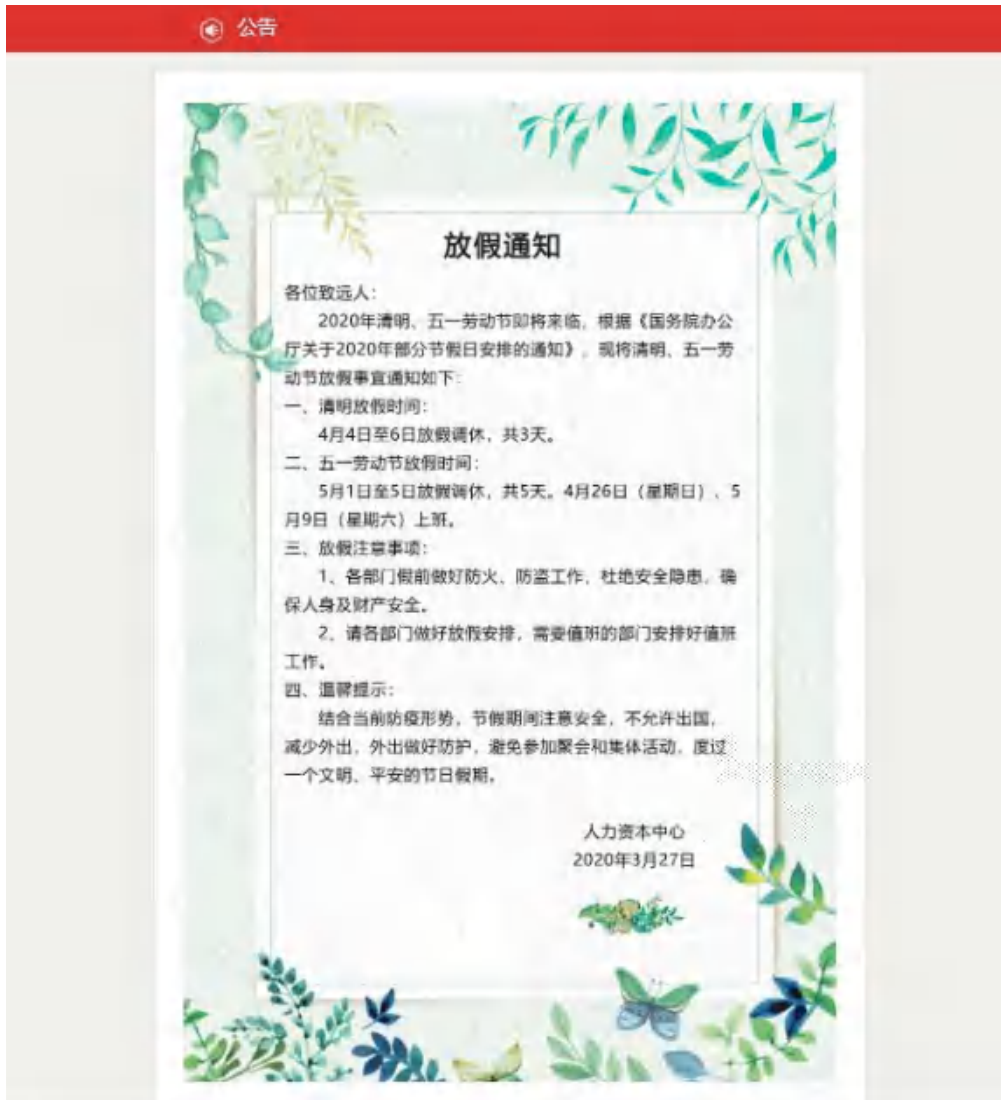 公告
放假通知
各位致远人：
2020年清明、五一劳动节即将来临，根据《国务院办公
厅关于2020年部分节假日安排的通知》，现将清明、五一劳
动节放假事宜通知如下：
一、清明放假时间：
4月4日至6日放假调休，共3天。
二、五一劳动节放假时间：
5月1日至5日放假调休，共5天。4月26日（星期日）、5
月9日（星期六）上班。
三、放假注意事项：
1、各部门假前做好防火、防盗工作，杜绝安全隐患，确
保人身及财产安全。
2、请各部门做好放假安排，需要值班的部门安排好值班
工作。
四、温馨提示：
结合当前防疫形势，节假期间注意安全，不允许出国，
减少外出，外出做好防护，避免参加聚会和集体活动，度过
一个文明、平安的节日假期。
人力资本中心
2020年3月27日